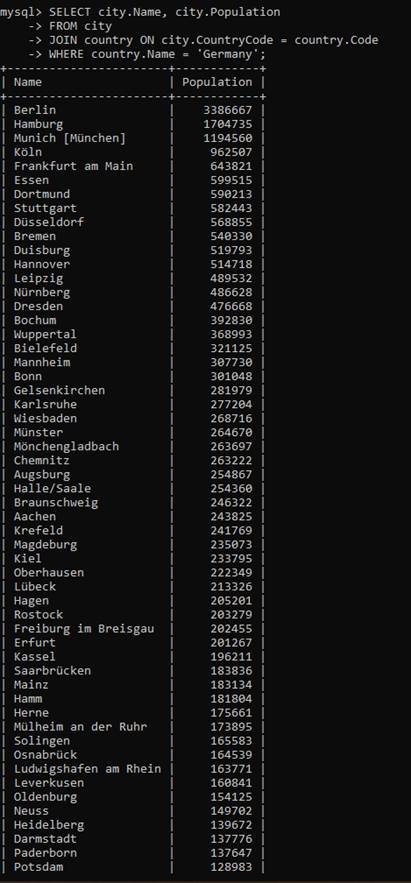 mysql> SELECT city.Name, city.Population
    -> FROM city
    -> JOIN country ON city.CountryCode = country.Code
    -> WHERE country.Name = 'Germany';
+----------------------+------------+
| Name                 | Population |
+----------------------+------------+
| Berlin               |    3386667 |
| Hamburg              |    1704735 |
| Munich [München]     |    1194560 |
| Köln                 |     962507 |
| Frankfurt am Main    |     643821 |
| Essen                |     599515 |
| Dortmund             |     590213 |
| Stuttgart            |     582443 |
| Düsseldorf           |     568855 |
| Bremen               |     540330 |
| Duisburg             |     519793 |
| Hannover             |     514718 |
| Leipzig              |     489532 |
| Nürnberg             |     486628 |
| Dresden              |     476668 |
| Bochum               |     392830 |
| Wuppertal            |     368993 |
| Bielefeld            |     321125 |
| Mannheim             |     307730 |
| Bonn                 |     301048 |
| Gelsenkirchen        |     281979 |
| Karlsruhe            |     277204 |
| Wiesbaden            |     268716 |
| Münster              |     264670 |
| Mönchengladbach      |     263697 |
| Chemnitz             |     263222 |
| Augsburg             |     254867 |
| Halle/Saale          |     254360 |
| Braunschweig         |     246322 |
| Aachen               |     243825 |
| Krefeld              |     241769 |
| Magdeburg            |     235073 |
| Kiel                 |     233795 |
| Oberhausen           |     222349 |
| Lübeck               |     213326 |
| Hagen                |     205201 |
| Rostock              |     203279 |
| Freiburg im Breisgau |     202455 |
| Erfurt               |     201267 |
| Kassel               |     196211 |
| Saarbrücken          |     183836 |
| Mainz                |     183134 |
| Hamm                 |     181804 |
| Herne                |     175661 |
| Mülheim an der Ruhr  |     173895 |
| Solingen             |     165583 |
| Osnabrück            |     164539 |
| Ludwigshafen am Rhein |     163771 |
| Leverkusen           |     160841 |
| Oldenburg            |     154125 |
| Neuss                |     149702 |
| Heidelberg           |     139672 |
| Darmstadt            |     137776 |
| Paderborn            |     137647 |
| Potsdam              |     128983 |